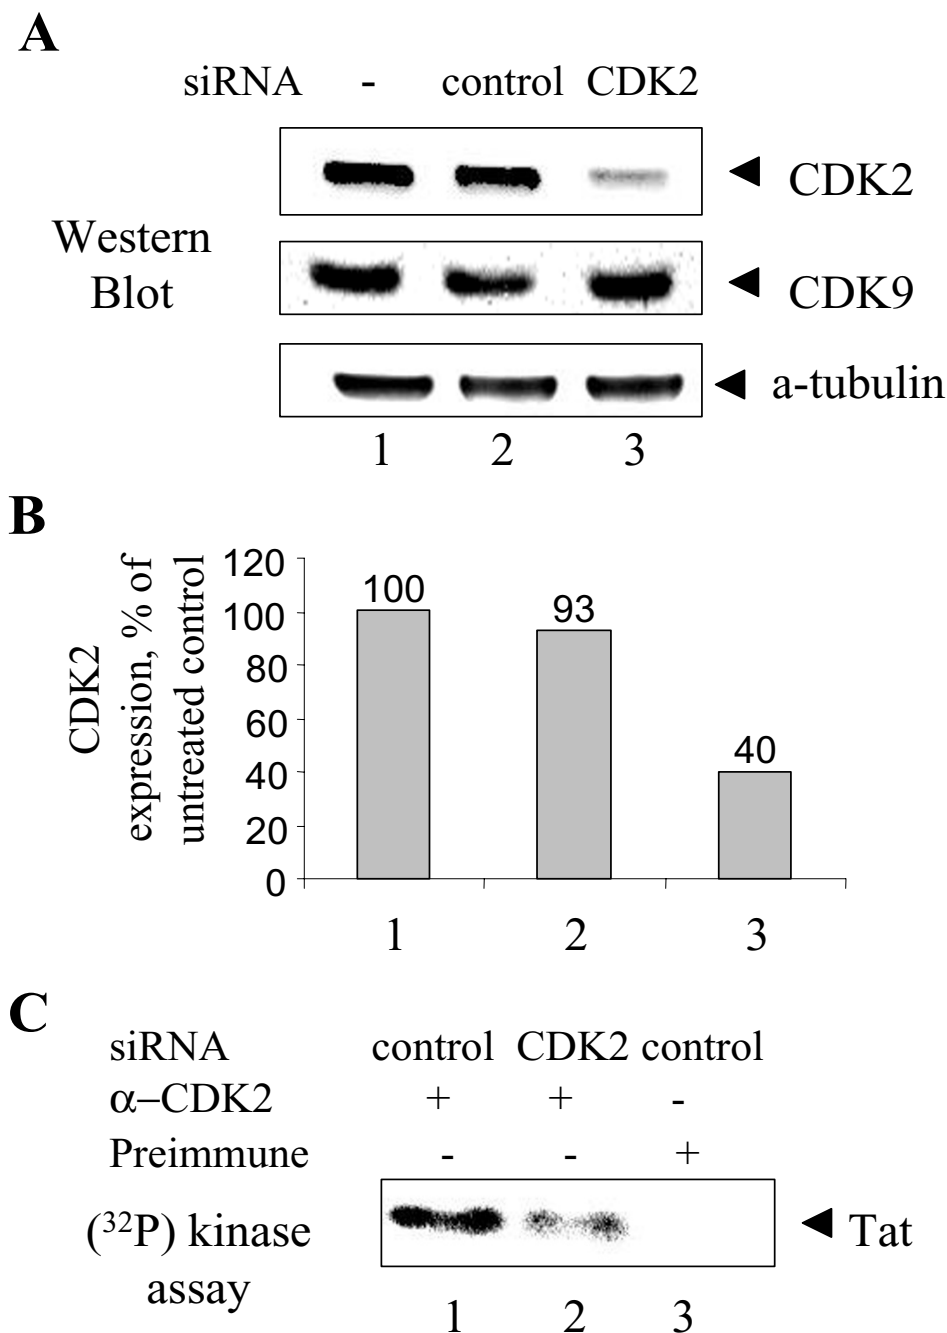 A
siRNA - control CDK2
CDK2
Western
Blot
CDK9
a-tubulin
1 2 3
B
CDK2
expression, % of
untreated control
120
100
80
60
40
20
0
100
93
40
1 2 3
C
siRNA control CDK2 control
α–CDK2 + + -
Preimmune - - +
(³²P) kinase
assay
Tat
1 2 3